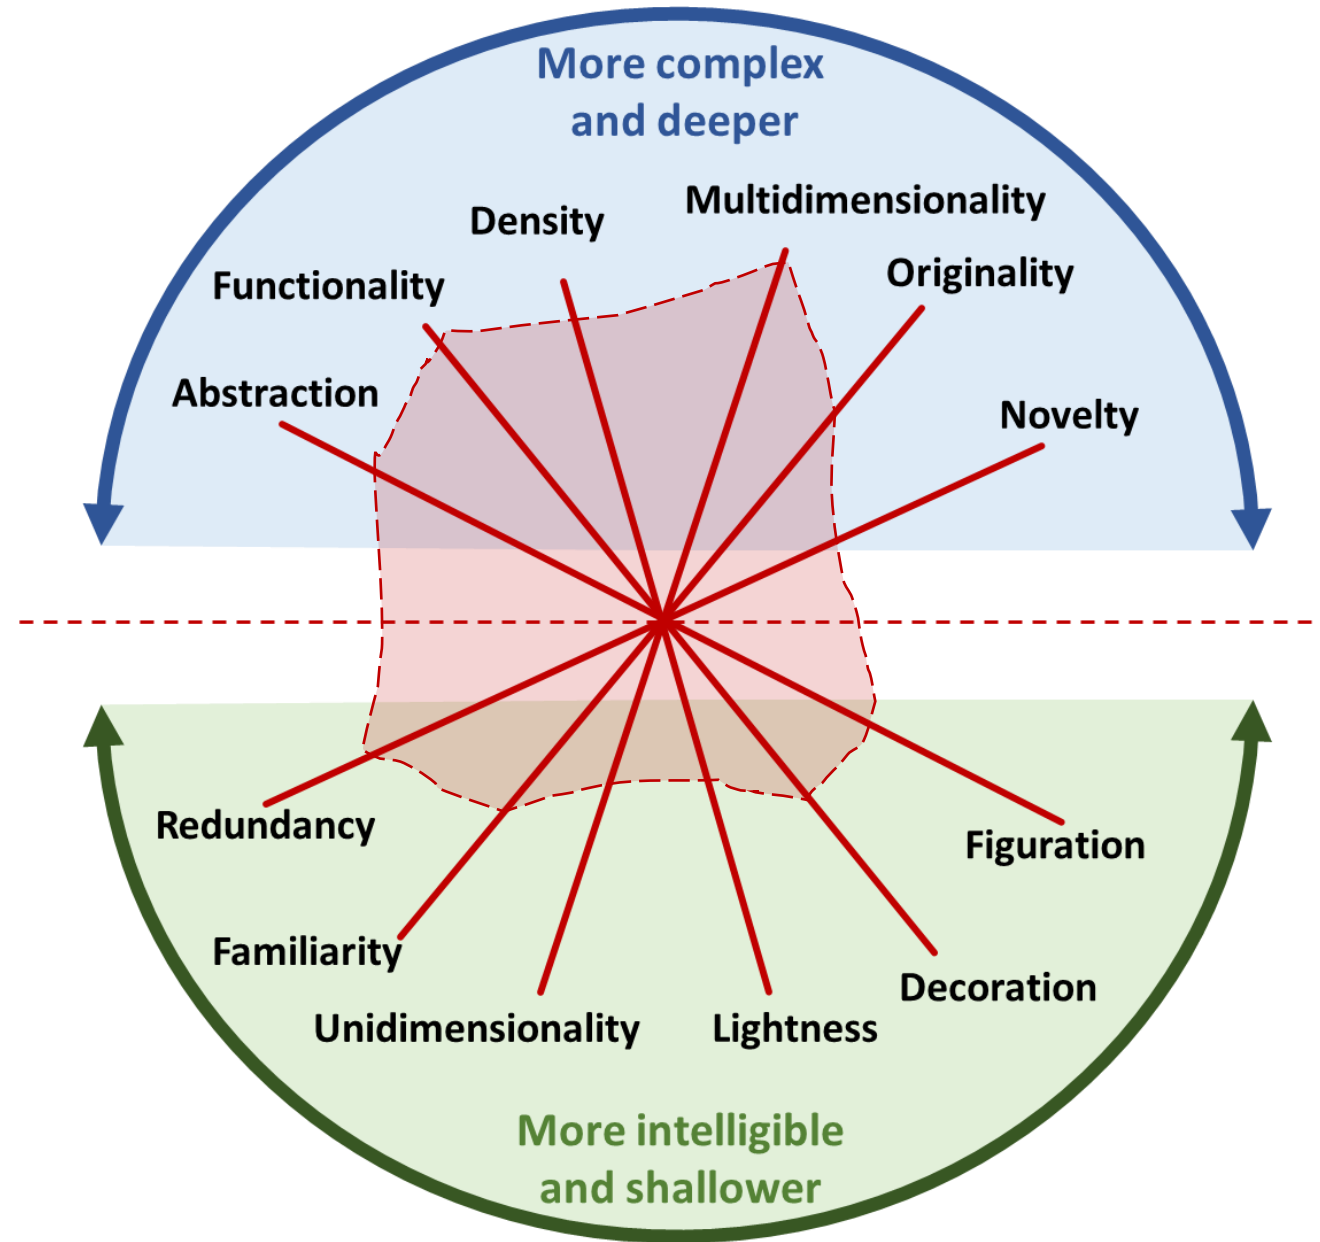 More complex
and deeper
Multidimensionality
Density
Originality
Functionality
Abstraction
Novelty
Redundancy
Figuration
Familiarity
Decoration
Unidimensionality
Lightness
More intelligible
and shallower